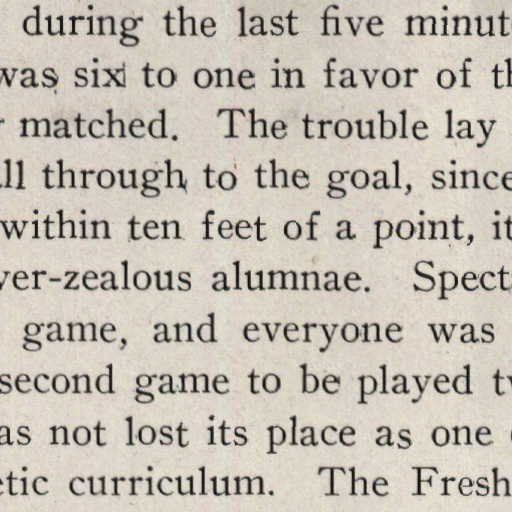 during the last five minut
was six to one in favor of th
matched. The trouble lay
ll through to the goal, since
within ten feet of a point, it
ver-zealous alumnae. Spect
game, and everyone was
second game to be played tw
as not lost its place as one
etic curriculum. The Fresh